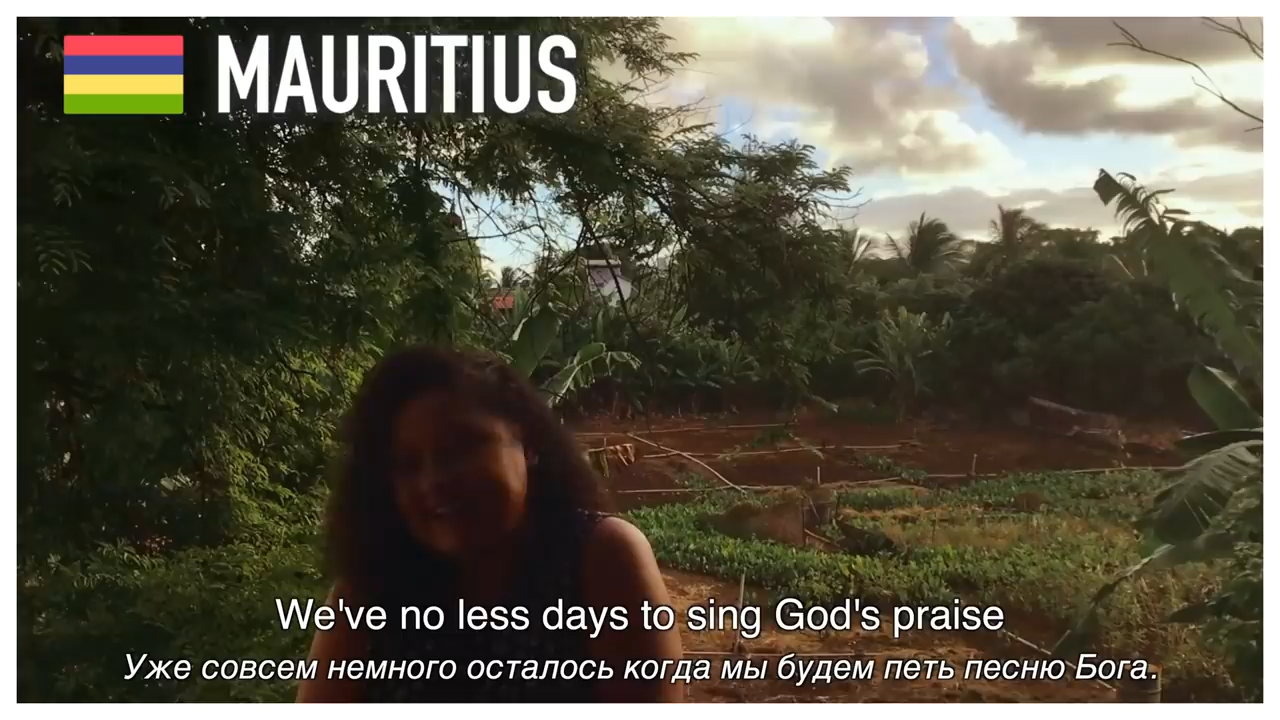 MAURITIUS
We've no less days to sing God's praise
Уже совсем немного осталось когда мы будем петь песню Бога.